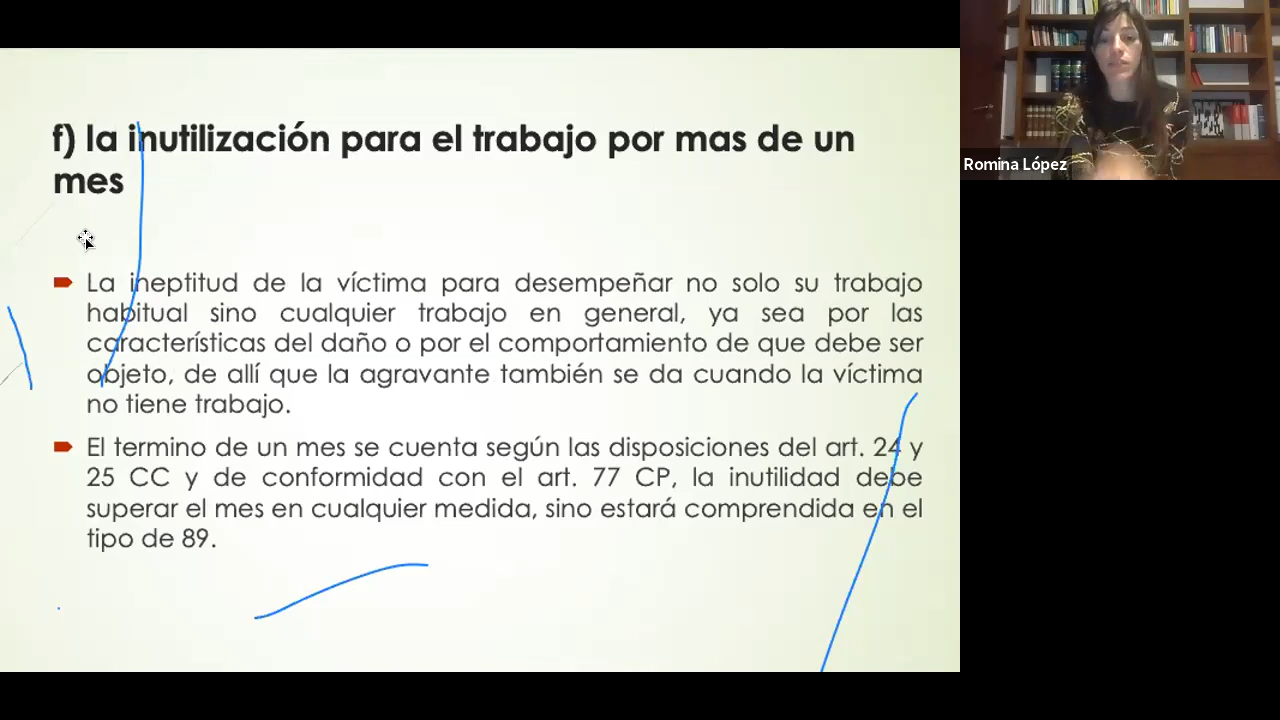 f) la inutilización para el trabajo por mas de un
mes
La ineptitud de la víctima para desempeñar no solo su trabajo
habitual sino cualquier trabajo en general, ya sea por las
características del daño o por el comportamiento de que debe ser
objeto, de allí que la agravante también se da cuando la víctima
no tiene trabajo.
El termino de un mes se cuenta según las disposiciones del art. 24 y
25 CC y de conformidad con el art. 77 CP, la inutilidad debe
superar el mes en cualquier medida, sino estará comprendida en el
tipo de 89.
Romina López